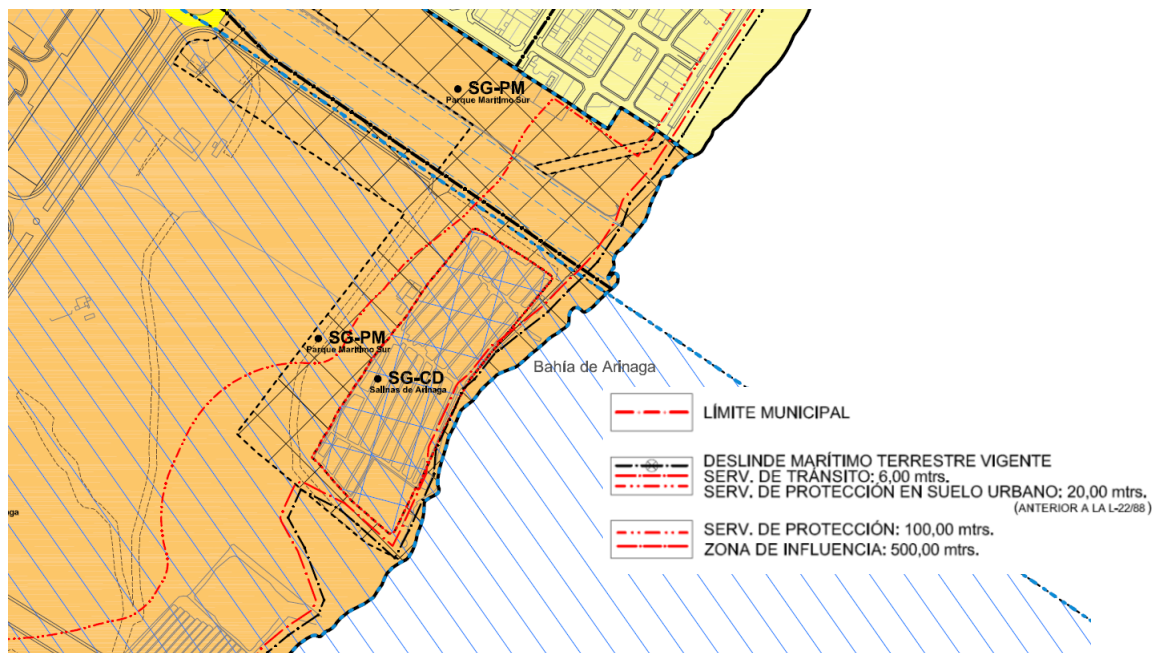 SG-PM
Parque Marítimo Sur
SG-PM
Parque Marítimo Sur
SG-CD
Salinas de Arinaga
Bahía de Arinaga
LÍMITE MUNICIPAL
DESLINDE MARÍTIMO TERRESTRE VIGENTE
SERV. DE TRÁNSITO: 6,00 mtrs.
SERV. DE PROTECCIÓN EN SUELO URBANO: 20,00 mtrs.
(ANTERIOR A LA L-22/88)
SERV. DE PROTECCIÓN: 100,00 mtrs.
ZONA DE INFLUENCIA: 500,00 mtrs.